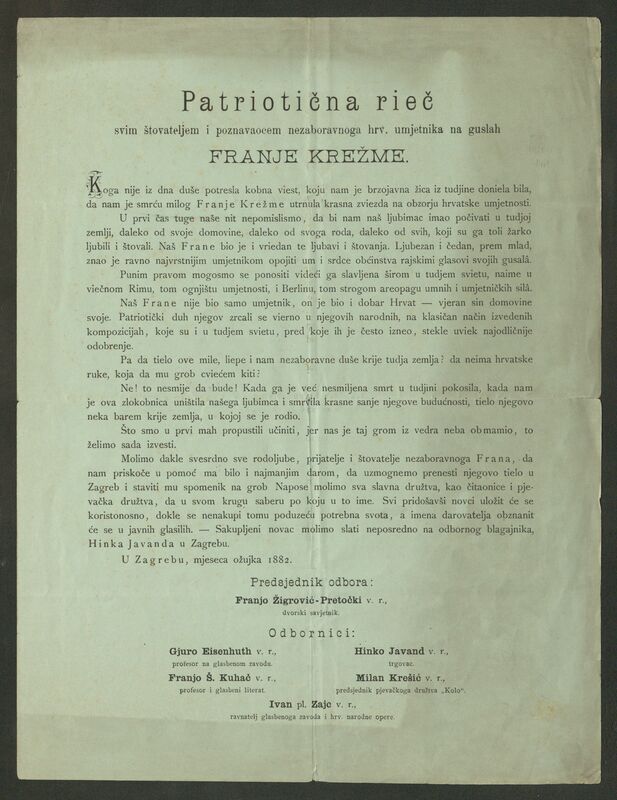 Patriotična rieč
svim štovateljem i poznavaocem nezaboravnoga hrv. umjetnika na guslah
FRANJE KREŽME.
Koga nije iz dna duše potresla kobna viest, koju nam je brzojavna žica iz tudjine doniela bila,
da nam je smrću milog Franje Krežme utrnula krasna zviezda na obzorju hrvatske umjetnosti.
U prvi čas tuge naše nit nepomislismo, da bi nam naš ljubimac imao počivati u tudjoj
zemlji, daleko od svoje domovine, daleko od svoga roda, daleko od svih, koji su ga toli žarko
ljubili i štovali. Naš Frane bio je i vriedan te ljubavi i štovanja. Ljubezan i čedan, prem mlad,
znao je ravno najvrstnijim umjetnikom opojiti um i srdce obćinstva rajskimi glasovi svojih gusalâ.
Punim pravom mogosmo se ponositi videći ga slavljena širom u tudjem svietu, naime u
viečnom Rimu, tom ognjištu umjetnosti, i Berlinu, tom strogom areopagu umnih i umjetničkih silâ.
Naš Frane nije bio samo umjetnik, on je bio i dobar Hrvat — vjeran sin domovine
svoje. Patriotički duh njegov zrcali se vierno u njegovih narodnih, na klasičan način izvedenih
kompozicijah, koje su i u tudjem svietu, pred koje ih je često izneo, stekle uviek najodličnije
odobrenje.
Pa da tielo ove mile, liepe i nam nezaboravne duše krije tudja zemlja? da neima hrvatske
ruke, koja da mu grob cviećem kiti?
Ne! to nesmije da bude! Kada ga je već nesmiljena smrt u tudjini pokosila, kada nam
je ova zlokobnica uništila našega ljubimca i smrvila krasne sanje njegove budućnosti, tielo njegovo
neka barem krije zemlja, u kojoj se je rodio.
Što smo u prvi mah propustili učiniti, jer nas je taj grom iz vedra neba obmamio, to
želimo sada izvesti.
Molimo dakle svesrdno sve rodoljube, prijatelje i štovatelje nezaboravnoga Frana, da
nam priskoče u pomoć ma bilo i najmanjim darom, da uzmognemo prenesti njegovo tielo u
Zagreb i staviti mu spomenik na grob Napose molimo sva slavna družtva, kao čitaonice i pje-
vačka družtva, da u svom krugu saberu po koju u to ime. Svi pridošavši novci uložit će se
koristonosno, dokle se nenakupi tomu poduzeću potrebna svota, a imena darovatelja obznanit
će se u javnih glasilih. — Sakupljeni novac molimo slati neposredno na odbornog blagajnika,
Hinka Javanda u Zagrebu.
U Zagrebu, mjeseca ožujka 1882.
Predsjednik odbora:
Franjo Žigrović-Pretočki v. r.,
dvorski savjetnik.
Odbornici:
Gjuro Eisenhuth v. r.,
profesor na glasbenom zavodu.
Hinko Javand v. r.,
trgovac.
Franjo Š. Kuhač v. r.,
profesor i glasbeni literat.
Milan Krešić v. r.,
predsjednik pjevačkoga družtva „Kolo“.
Ivan pl. Zajc v. r.,
ravnatelj glasbenoga zavoda i hrv. narodne opere.